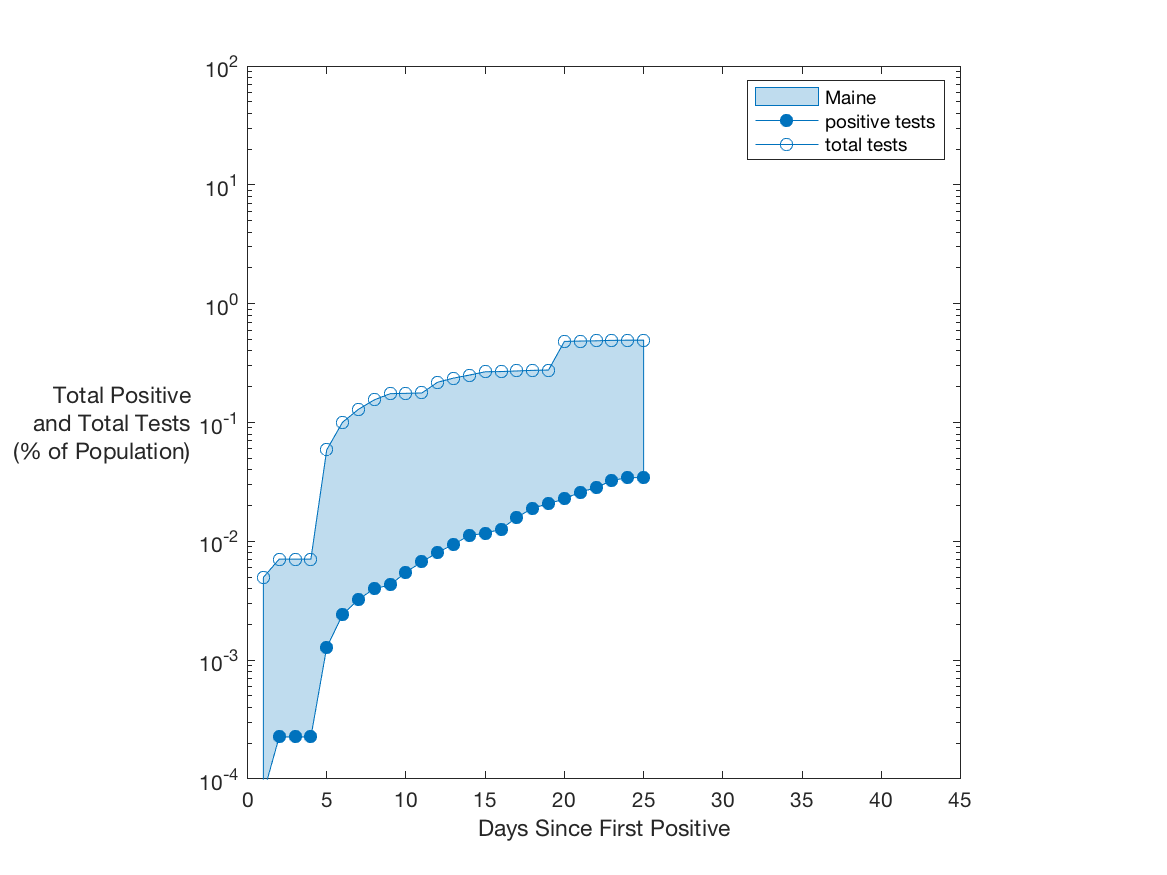 10^2
10^1
10^0
10^-1
10^-2
10^-3
10^-4
Total Positive
and Total Tests
(% of Population)
Maine
positive tests
total tests
0 5 10 15 20 25 30 35 40 45
Days Since First Positive